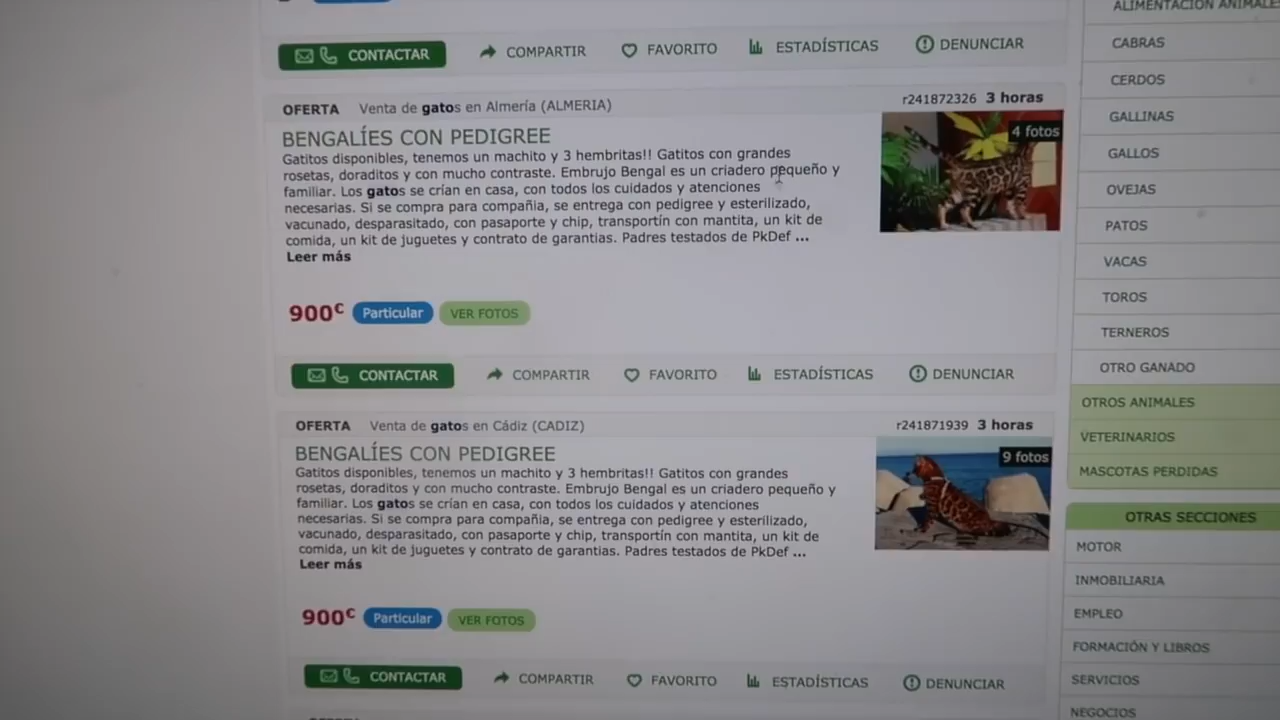 CONTACTAR COMPARTIR FAVORITO ESTADÍSTICAS DENUNCIAR
OFERTA Venta de gatos en Almería (ALMERIA) r241872326 3 horas
BENGALÍES CON PEDIGREE
4 fotos
Gatitos disponibles, tenemos un machito y 3 hembritas!! Gatitos con grandes
rosetas, doraditos y con mucho contraste. Embrujo Bengal es un criadero pequeño y
familiar. Los gatos se crían en casa, con todos los cuidados y atenciones
necesarias. Si se compra para compañia, se entrega con pedigree y esterilizado,
vacunado, desparasitado, con pasaporte y chip, transportín con mantita, un kit de
comida, un kit de juguetes y contrato de garantias. Padres testados de PkDef ...
Leer más
900€ Particular VER FOTOS
CONTACTAR COMPARTIR FAVORITO ESTADÍSTICAS DENUNCIAR
OFERTA Venta de gatos en Cádiz (CADIZ) r241871939 3 horas
BENGALÍES CON PEDIGREE
9 fotos
Gatitos disponibles, tenemos un machito y 3 hembritas!! Gatitos con grandes
rosetas, doraditos y con mucho contraste. Embrujo Bengal es un criadero pequeño y
familiar. Los gatos se crían en casa, con todos los cuidados y atenciones
necesarias. Si se compra para compañia, se entrega con pedigree y esterilizado,
vacunado, desparasitado, con pasaporte y chip, transportín con mantita, un kit de
comida, un kit de juguetes y contrato de garantias. Padres testados de PkDef ...
Leer más
900€ Particular VER FOTOS
CONTACTAR COMPARTIR FAVORITO ESTADÍSTICAS DENUNCIAR
ALIMENTACIÓN ANIMALE
CABRAS
CERDOS
GALLINAS
GALLOS
OVEJAS
PATOS
VACAS
TOROS
TERNEROS
OTRO GANADO
OTROS ANIMALES
VETERINARIOS
MASCOTAS PERDIDAS
OTRAS SECCIONES
MOTOR
INMOBILIARIA
EMPLEO
FORMACIÓN Y LIBROS
SERVICIOS
NEGOCIOS